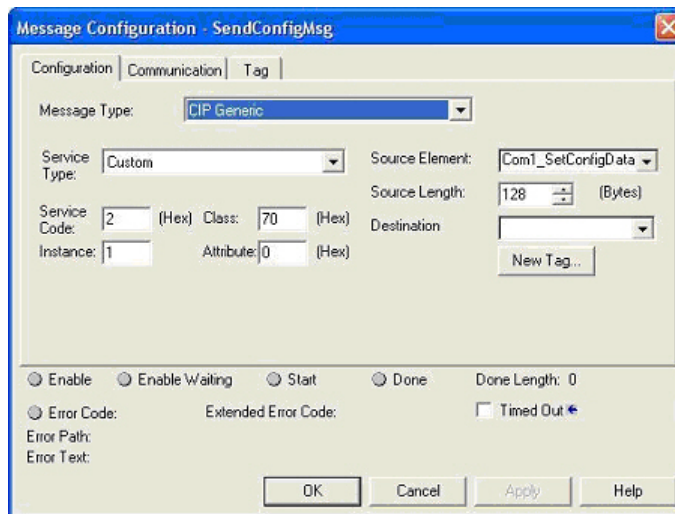 Message Configuration - SendConfigMsg
Configuration Communication Tag
Message Type: CIP Generic
Service Type: Custom
Source Element: Com1_SetConfigData
Source Length: 128 (Bytes)
Service Code: 2 (Hex) Class: 70 (Hex)
Destination
Instance: 1 Attribute: 0 (Hex)
New Tag...
Enable Enable Waiting Start Done Done Length: 0
Error Code: Extended Error Code: Timed Out
Error Path:
Error Text:
OK Cancel Apply Help